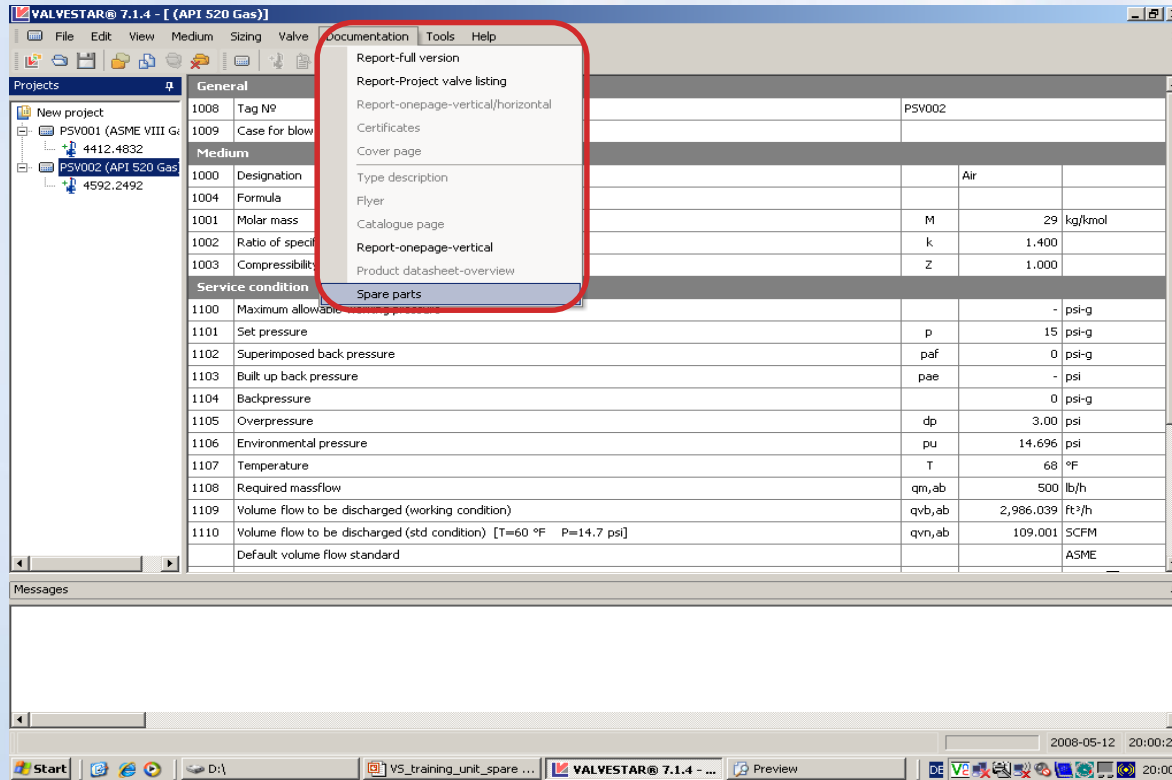 VALVESTAR® 7.1.4 - [ (API 520 Gas)]
File Edit View Medium Sizing Valve Documentation Tools Help
Report-full version
Report-Project valve listing
Report-onepage-vertical/horizontal
Certificates
Cover page
Type description
Flyer
Catalogue page
Report-onepage-vertical
Product datasheet-overview
Spare parts
Projects
New project
PSV001 (ASME VIII Ga
4412.4832
PSV002 (API 520 Gas)
4592.2492
General
1008 Tag Nº PSV002
1009 Case for blow
Medium
1000 Designation Air
1004 Formula
1001 Molar mass M 29 kg/kmol
1002 Ratio of specif k 1.400
1003 Compressibility Z 1.000
Service condition
1100 Maximum allowable working pressure - psi-g
1101 Set pressure p 15 psi-g
1102 Superimposed back pressure paf 0 psi-g
1103 Built up back pressure pae - psi
1104 Backpressure 0 psi-g
1105 Overpressure dp 3.00 psi
1106 Environmental pressure pu 14.696 psi
1107 Temperature T 68 °F
1108 Required massflow qm,ab 500 lb/h
1109 Volume flow to be discharged (working condition) qvb,ab 2,986.039 ft³/h
1110 Volume flow to be discharged (std condition) [T=60 °F P=14.7 psi] qvn,ab 109.001 SCFM
Default volume flow standard ASME
Messages
2008-05-12 20:00:2
Start D:\ VS_training_unit_spare ... VALVESTAR® 7.1.4 - ... Preview DE 20:00